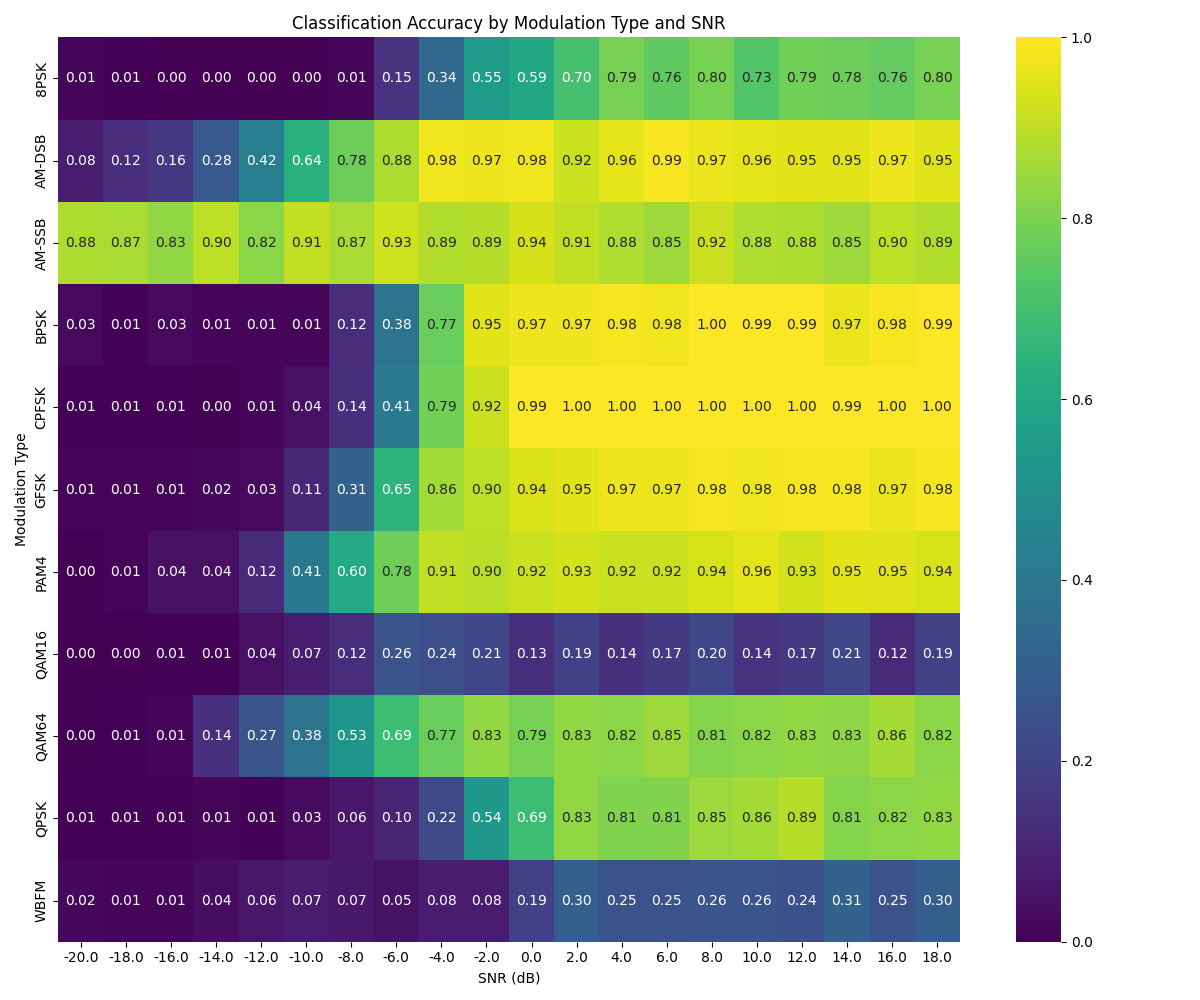 Classification Accuracy by Modulation Type and SNR
Modulation Type
8PSK 0.01 0.01 0.00 0.00 0.00 0.00 0.01 0.15 0.34 0.55 0.59 0.70 0.79 0.76 0.80 0.73 0.79 0.78 0.76 0.80
AM-DSB 0.08 0.12 0.16 0.28 0.42 0.64 0.78 0.88 0.98 0.97 0.98 0.92 0.96 0.99 0.97 0.96 0.95 0.95 0.97 0.95
AM-SSB 0.88 0.87 0.83 0.90 0.82 0.91 0.87 0.93 0.89 0.89 0.94 0.91 0.88 0.85 0.92 0.88 0.88 0.85 0.90 0.89
BPSK 0.03 0.01 0.03 0.01 0.01 0.01 0.12 0.38 0.77 0.95 0.97 0.97 0.98 0.98 1.00 0.99 0.99 0.97 0.98 0.99
CPFSK 0.01 0.01 0.01 0.00 0.01 0.04 0.14 0.41 0.79 0.92 0.99 1.00 1.00 1.00 1.00 1.00 1.00 0.99 1.00 1.00
GFSK 0.01 0.01 0.01 0.02 0.03 0.11 0.31 0.65 0.86 0.90 0.94 0.95 0.97 0.97 0.98 0.98 0.98 0.98 0.97 0.98
PAM4 0.00 0.01 0.04 0.04 0.12 0.41 0.60 0.78 0.91 0.90 0.92 0.93 0.92 0.92 0.94 0.96 0.93 0.95 0.95 0.94
QAM16 0.00 0.00 0.01 0.01 0.04 0.07 0.12 0.26 0.24 0.21 0.13 0.19 0.14 0.17 0.20 0.14 0.17 0.21 0.12 0.19
QAM64 0.00 0.01 0.01 0.14 0.27 0.38 0.53 0.69 0.77 0.83 0.79 0.83 0.82 0.85 0.81 0.82 0.83 0.83 0.86 0.82
QPSK 0.01 0.01 0.01 0.01 0.01 0.03 0.06 0.10 0.22 0.54 0.69 0.83 0.81 0.81 0.85 0.86 0.89 0.81 0.82 0.83
WBFM 0.02 0.01 0.01 0.04 0.06 0.07 0.07 0.05 0.08 0.08 0.19 0.30 0.25 0.25 0.26 0.26 0.24 0.31 0.25 0.30
-20.0 -18.0 -16.0 -14.0 -12.0 -10.0 -8.0 -6.0 -4.0 -2.0 0.0 2.0 4.0 6.0 8.0 10.0 12.0 14.0 16.0 18.0
SNR (dB)
1.0
0.8
0.6
0.4
0.2
0.0